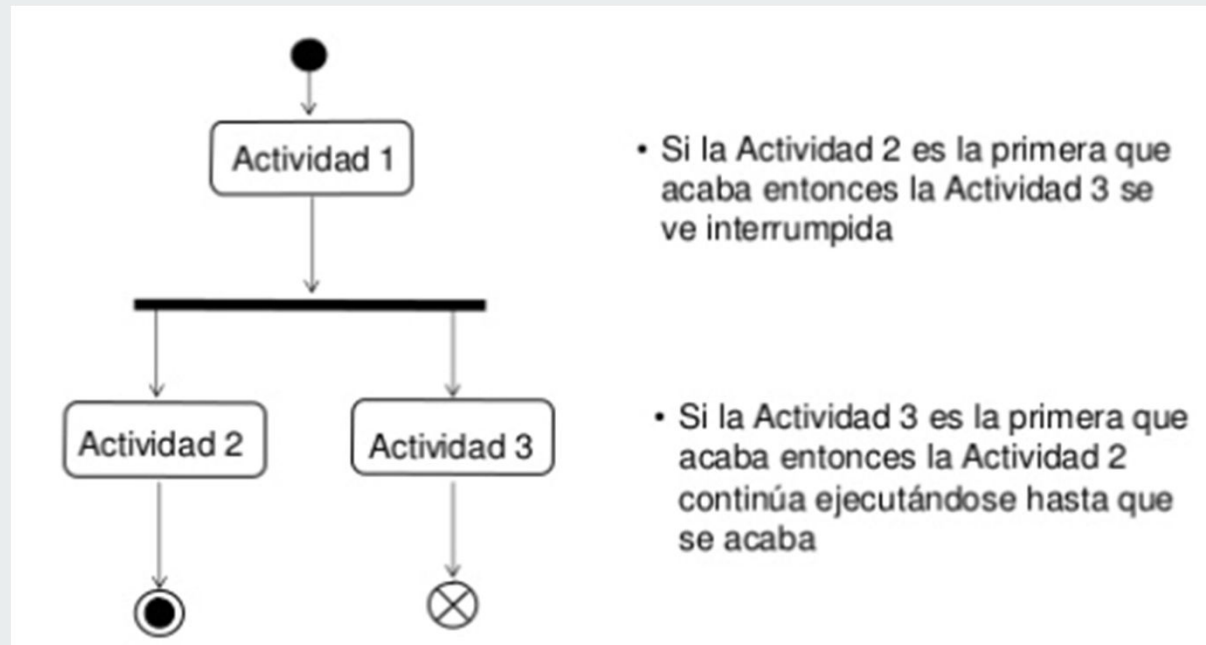 Actividad 1
• Si la Actividad 2 es la primera que
acaba entonces la Actividad 3 se
ve interrumpida
Actividad 2
Actividad 3
• Si la Actividad 3 es la primera que
acaba entonces la Actividad 2
continúa ejecutándose hasta que
se acaba